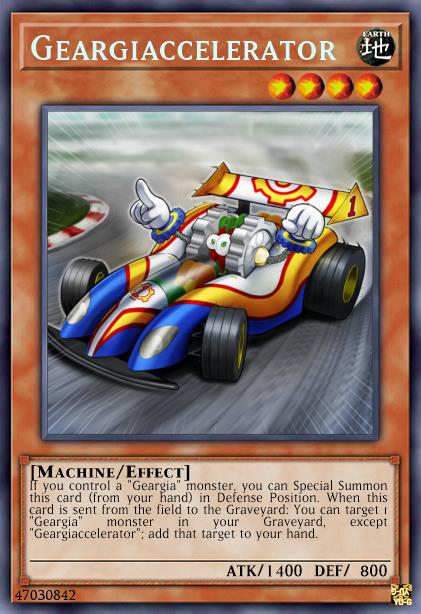 GEARGIACCELERATOR
EARTH
地
1
[MACHINE/EFFECT]
If you control a "Geargia" monster, you can Special Summon
this card (from your hand) in Defense Position. When this
card is sent from the field to the Graveyard: You can target 1
"Geargia" monster in your Graveyard, except
"Geargiaccelerator"; add that target to your hand.
ATK/1400 DEF/ 800
47030842